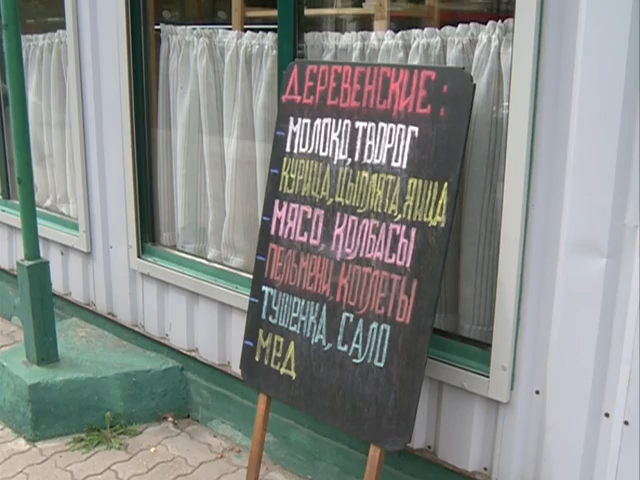 ДЕРЕВЕНСКИЕ:
- МОЛОКО, ТВОРОГ
- КУРИЦА, ЦЫПЛЯТА, ЯЙЦА
- МЯСО, КОЛБАСЫ
- ПЕЛЬМЕНИ, КОТЛЕТЫ
- ТУШЕНКА, САЛО
- МЕД